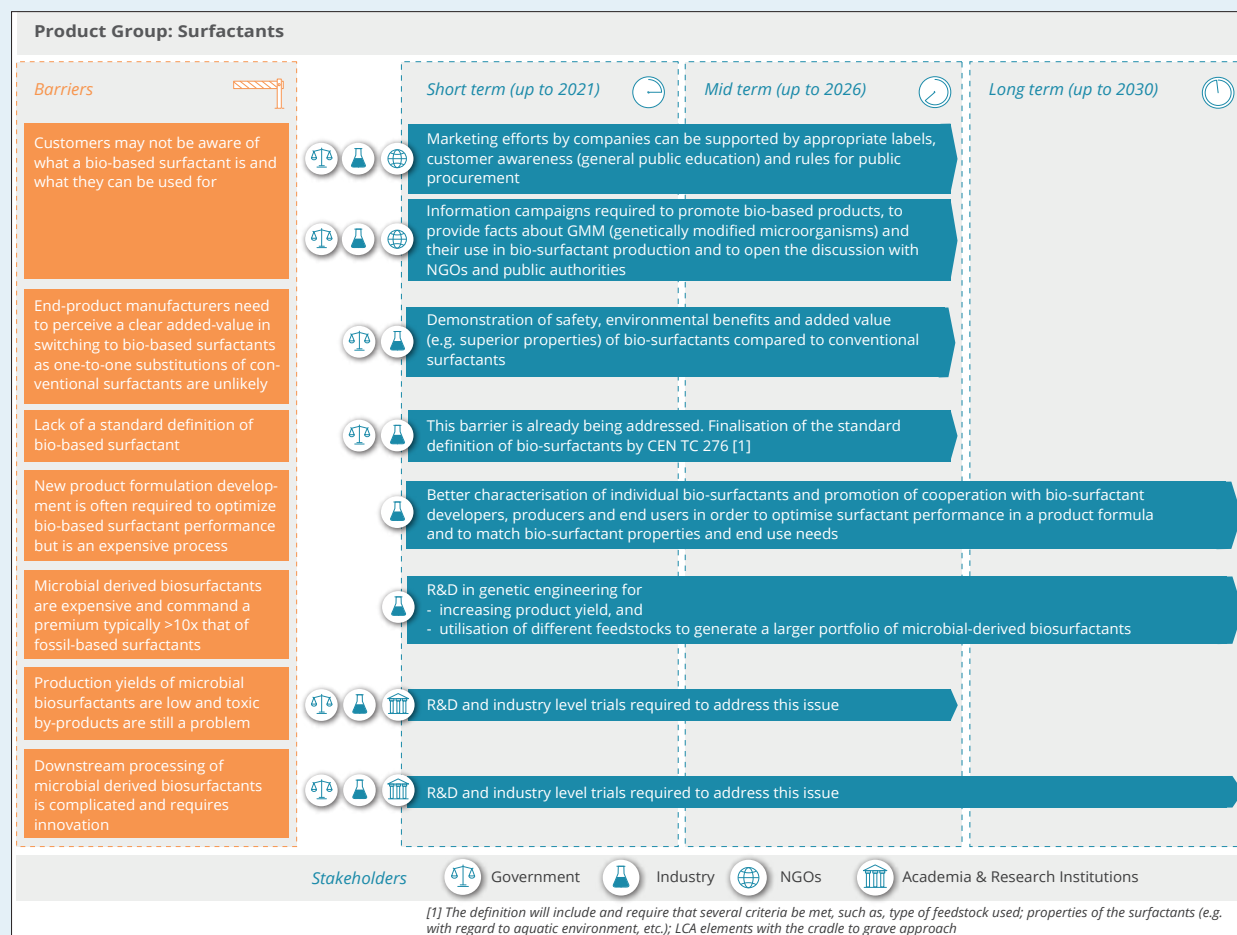 Product Group: Surfactants
Barriers
Short term (up to 2021)
Mid term (up to 2026)
Long term (up to 2030)
Customers may not be aware of
what a bio-based surfactant is and
what they can be used for
Marketing efforts by companies can be supported by appropriate labels,
customer awareness (general public education) and rules for public
procurement
Information campaigns required to promote bio-based products, to
provide facts about GMM (genetically modified microorganisms) and
their use in bio-surfactant production and to open the discussion with
NGOs and public authorities
End-product manufacturers need
to perceive a clear added-value in
switching to bio-based surfactants
as one-to-one substitutions of con-
ventional surfactants are unlikely
Demonstration of safety, environmental benefits and added value
(e.g. superior properties) of bio-surfactants compared to conventional
surfactants
Lack of a standard definition of
bio-based surfactant
This barrier is already being addressed. Finalisation of the standard
definition of bio-surfactants by CEN TC 276 [1]
New product formulation develop-
ment is often required to optimize
bio-based surfactant performance
but is an expensive process
Better characterisation of individual bio-surfactants and promotion of cooperation with bio-surfactant
developers, producers and end users in order to optimise surfactant performance in a product formula
and to match bio-surfactant properties and end use needs
Microbial derived biosurfactants
are expensive and command a
premium typically >10x that of
fossil-based surfactants
R&D in genetic engineering for
- increasing product yield, and
- utilisation of different feedstocks to generate a larger portfolio of microbial-derived biosurfactants
Production yields of microbial
biosurfactants are low and toxic
by-products are still a problem
R&D and industry level trials required to address this issue
Downstream processing of
microbial derived biosurfactants
is complicated and requires
innovation
R&D and industry level trials required to address this issue
Stakeholders
Government
Industry
NGOs
Academia & Research Institutions
[1] The definition will include and require that several criteria be met, such as, type of feedstock used; properties of the surfactants (e.g.
with regard to aquatic environment, etc.); LCA elements with the cradle to grave approach